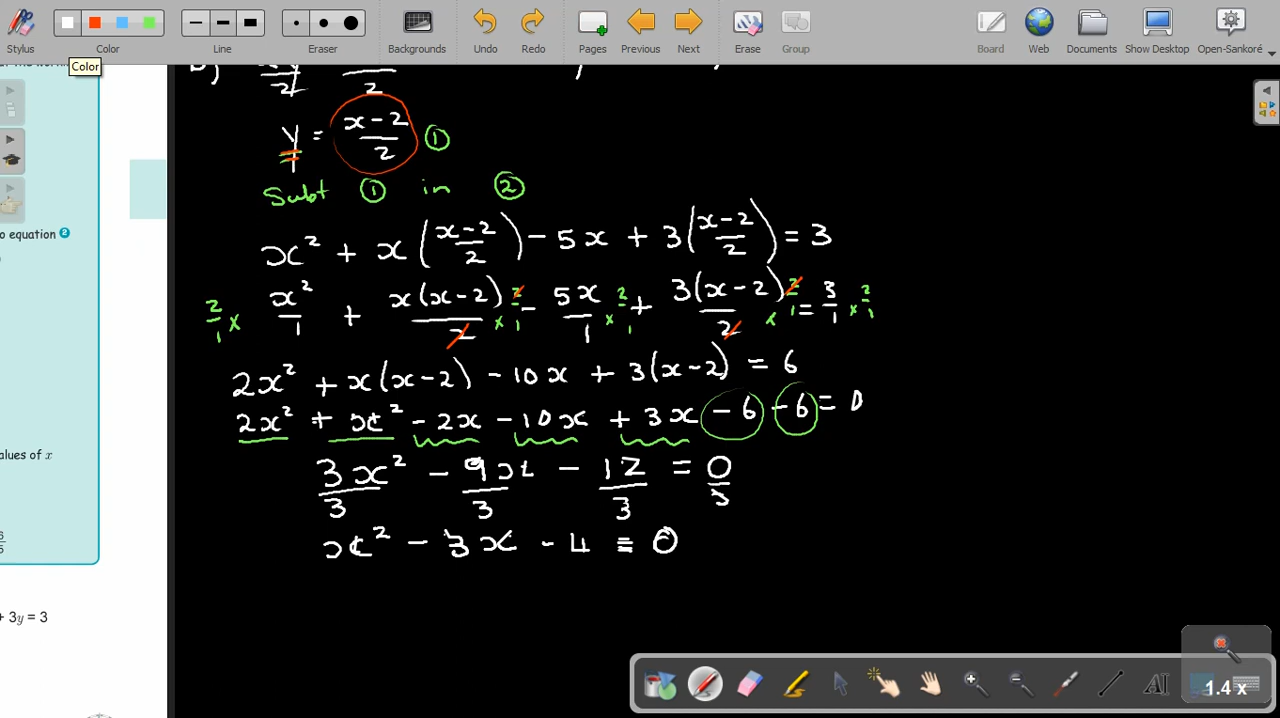 Stylus Color Line Eraser Backgrounds Undo Redo Pages Previous Next Erase Group Board Web Documents Show Desktop Open-Sankoré
Color
2 2
y = x-2/2 ①
Subt ① in ②
o equation ②
x² + x(x-2/2) - 5x + 3(x-2/2) = 3
2/1 × x²/1 + x(x-2)/2 × 2/1 - 5x/1 × 2/1 + 3(x-2)/2 × 2/1 = 3/1 × 2/1
2x² + x(x-2) - 10x + 3(x-2) = 6
2x² + x² - 2x - 10x + 3x - 6 - 6 = 0
alues of x
3x²/3 - 9x/3 - 12/3 = 0/3
x² - 3x - 4 = 0
+ 3y = 3
1.4 x